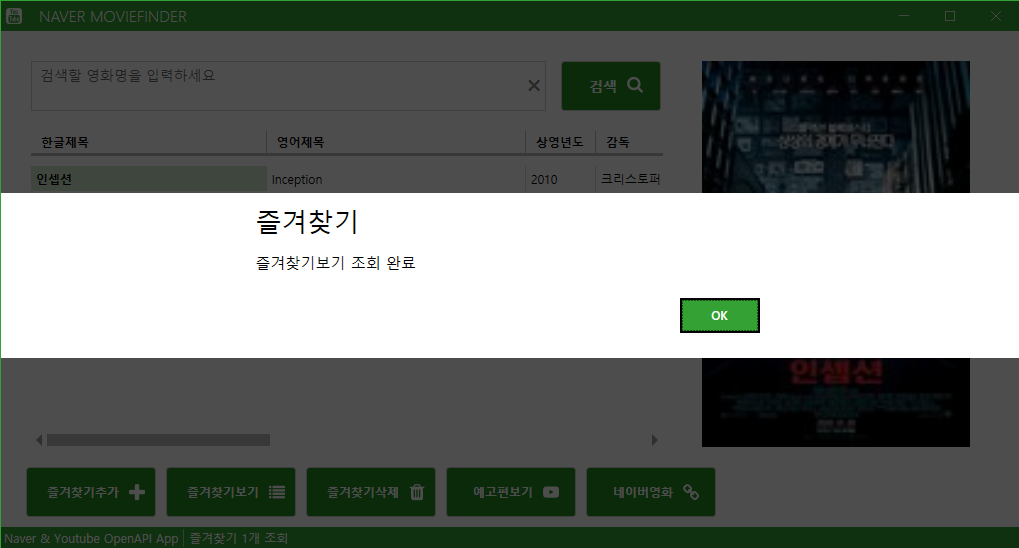 NAVER MOVIEFINDER
검색할 영화명을 입력하세요
검색
한글제목 영어제목 상영년도 감독
인셉션 Inception 2010 크리스토퍼
즐겨찾기
즐겨찾기보기 조회 완료
OK
인셉션
즐겨찾기추가 즐겨찾기보기 즐겨찾기삭제 예고편보기 네이버영화
Naver & Youtube OpenAPI App 즐겨찾기 1개 조회